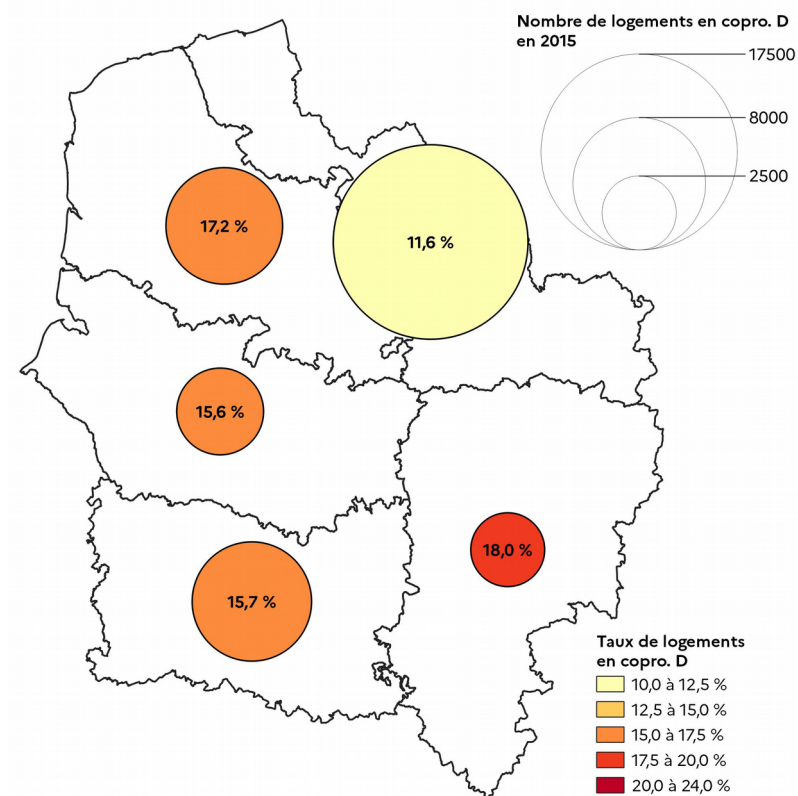 Nombre de logements en copro. D
en 2015
17500
8000
2500
17,2 %
11,6 %
15,6 %
18,0 %
15,7 %
Taux de logements
en copro. D
10,0 à 12,5 %
12,5 à 15,0 %
15,0 à 17,5 %
17,5 à 20,0 %
20,0 à 24,0 %